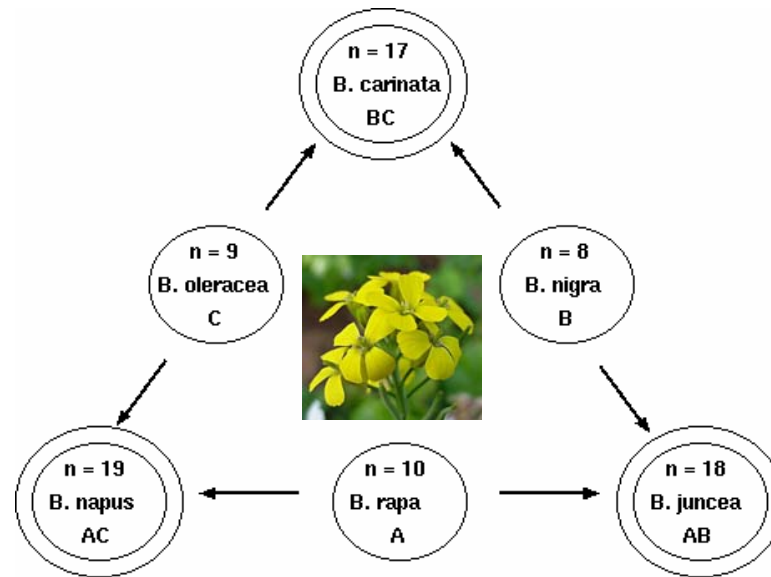 n = 17
B. carinata
BC
n = 9
B. oleracea
C
n = 8
B. nigra
B
n = 19
B. napus
AC
n = 10
B. rapa
A
n = 18
B. juncea
AB